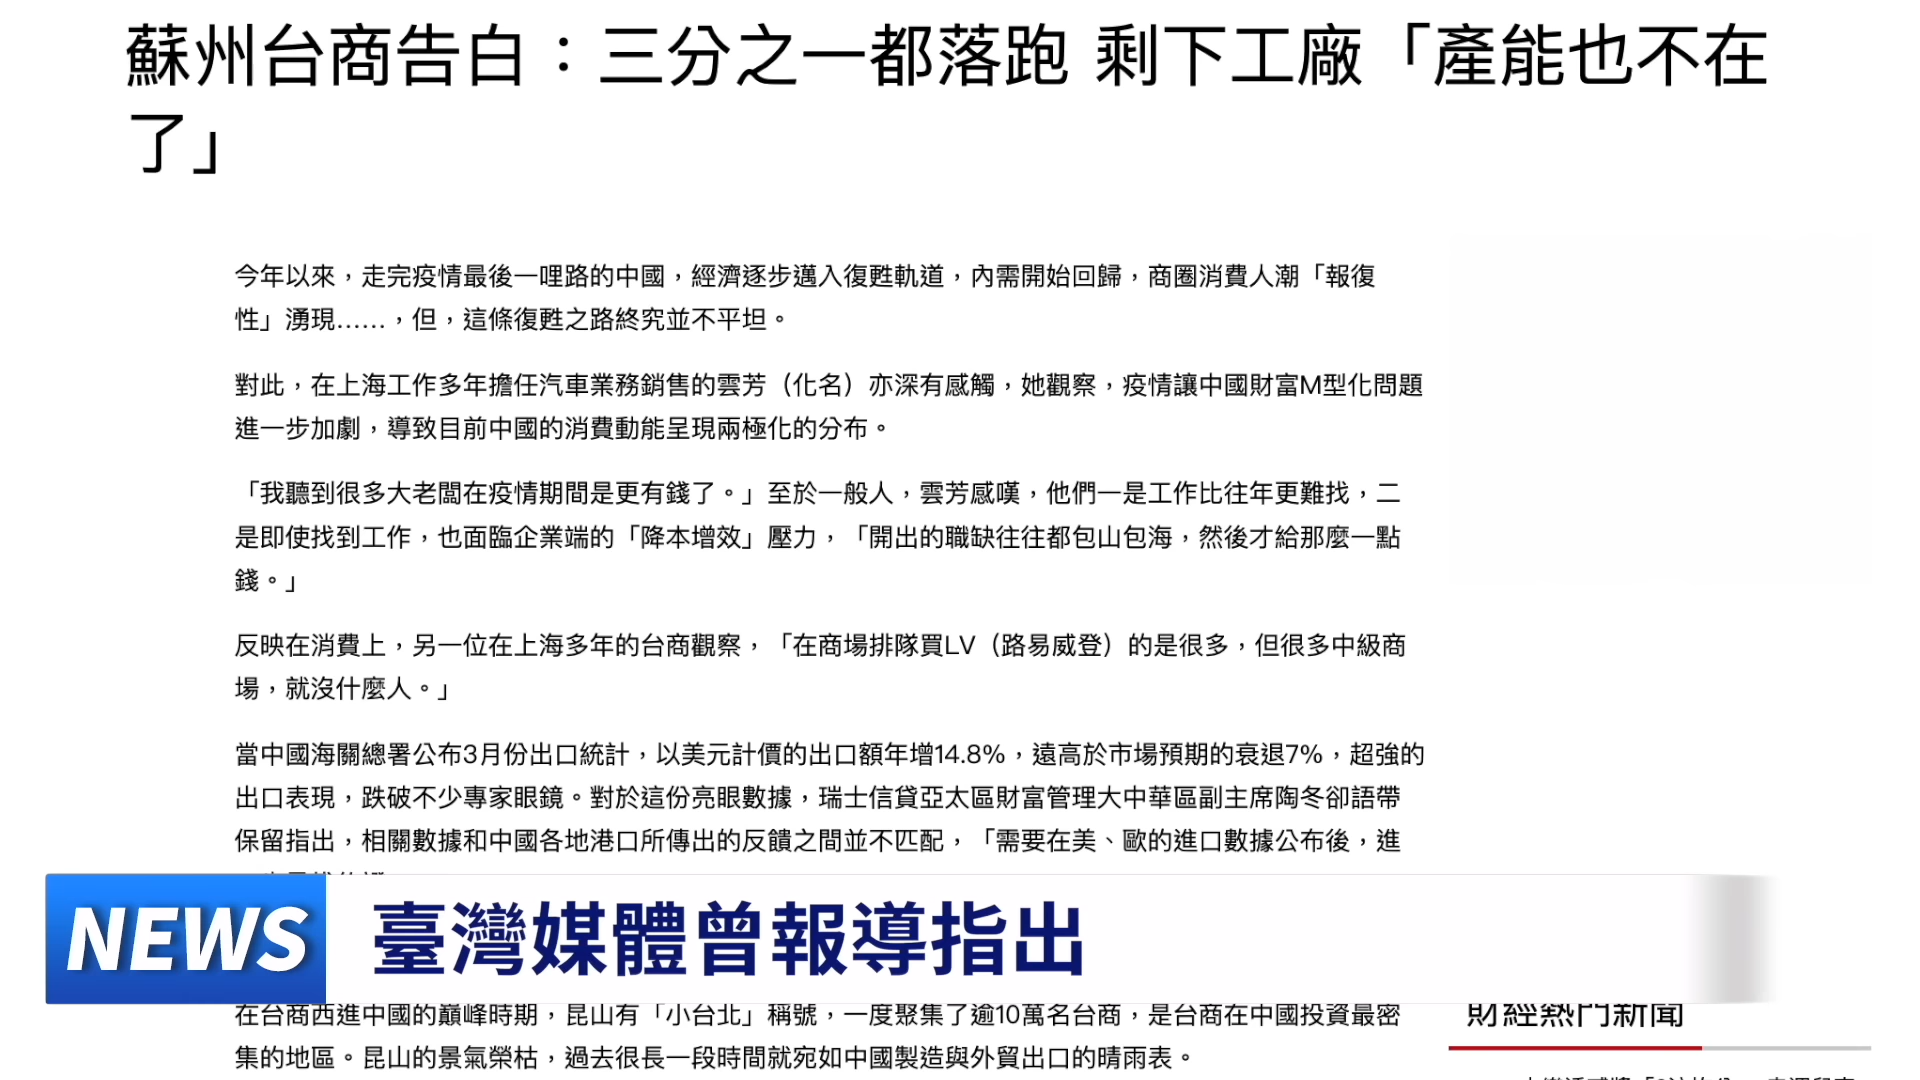 蘇州台商告白：三分之一都落跑 剩下工廠「產能也不在
了」
今年以來，走完疫情最後一哩路的中國，經濟逐步邁入復甦軌道，內需開始回歸，商圈消費人潮「報復
性」湧現……，但，這條復甦之路終究並不平坦。
對此，在上海工作多年擔任汽車業務銷售的雲芳（化名）亦深有感觸，她觀察，疫情讓中國財富M型化問題
進一步加劇，導致目前中國的消費動能呈現兩極化的分布。
「我聽到很多大老闆在疫情期間是更有錢了。」至於一般人，雲芳感嘆，他們一是工作比往年更難找，二
是即使找到工作，也面臨企業端的「降本增效」壓力，「開出的職缺往往都包山包海，然後才給那麼一點
錢。」
反映在消費上，另一位在上海多年的台商觀察，「在商場排隊買LV（路易威登）的是很多，但很多中級商
場，就沒什麼人。」
當中國海關總署公布3月份出口統計，以美元計價的出口額年增14.8%，遠高於市場預期的衰退7%，超強的
出口表現，跌破不少專家眼鏡。對於這份亮眼數據，瑞士信貸亞太區財富管理大中華區副主席陶冬卻語帶
保留指出，相關數據和中國各地港口所傳出的反饋之間並不匹配，「需要在美、歐的進口數據公布後，進
NEWS
臺灣媒體曾報導指出
在台商西進中國的巔峰時期，昆山有「小台北」稱號，一度聚集了逾10萬名台商，是台商在中國投資最密
集的地區。昆山的景氣榮枯，過去很長一段時間就宛如中國製造與外貿出口的晴雨表。
財經熱門新聞